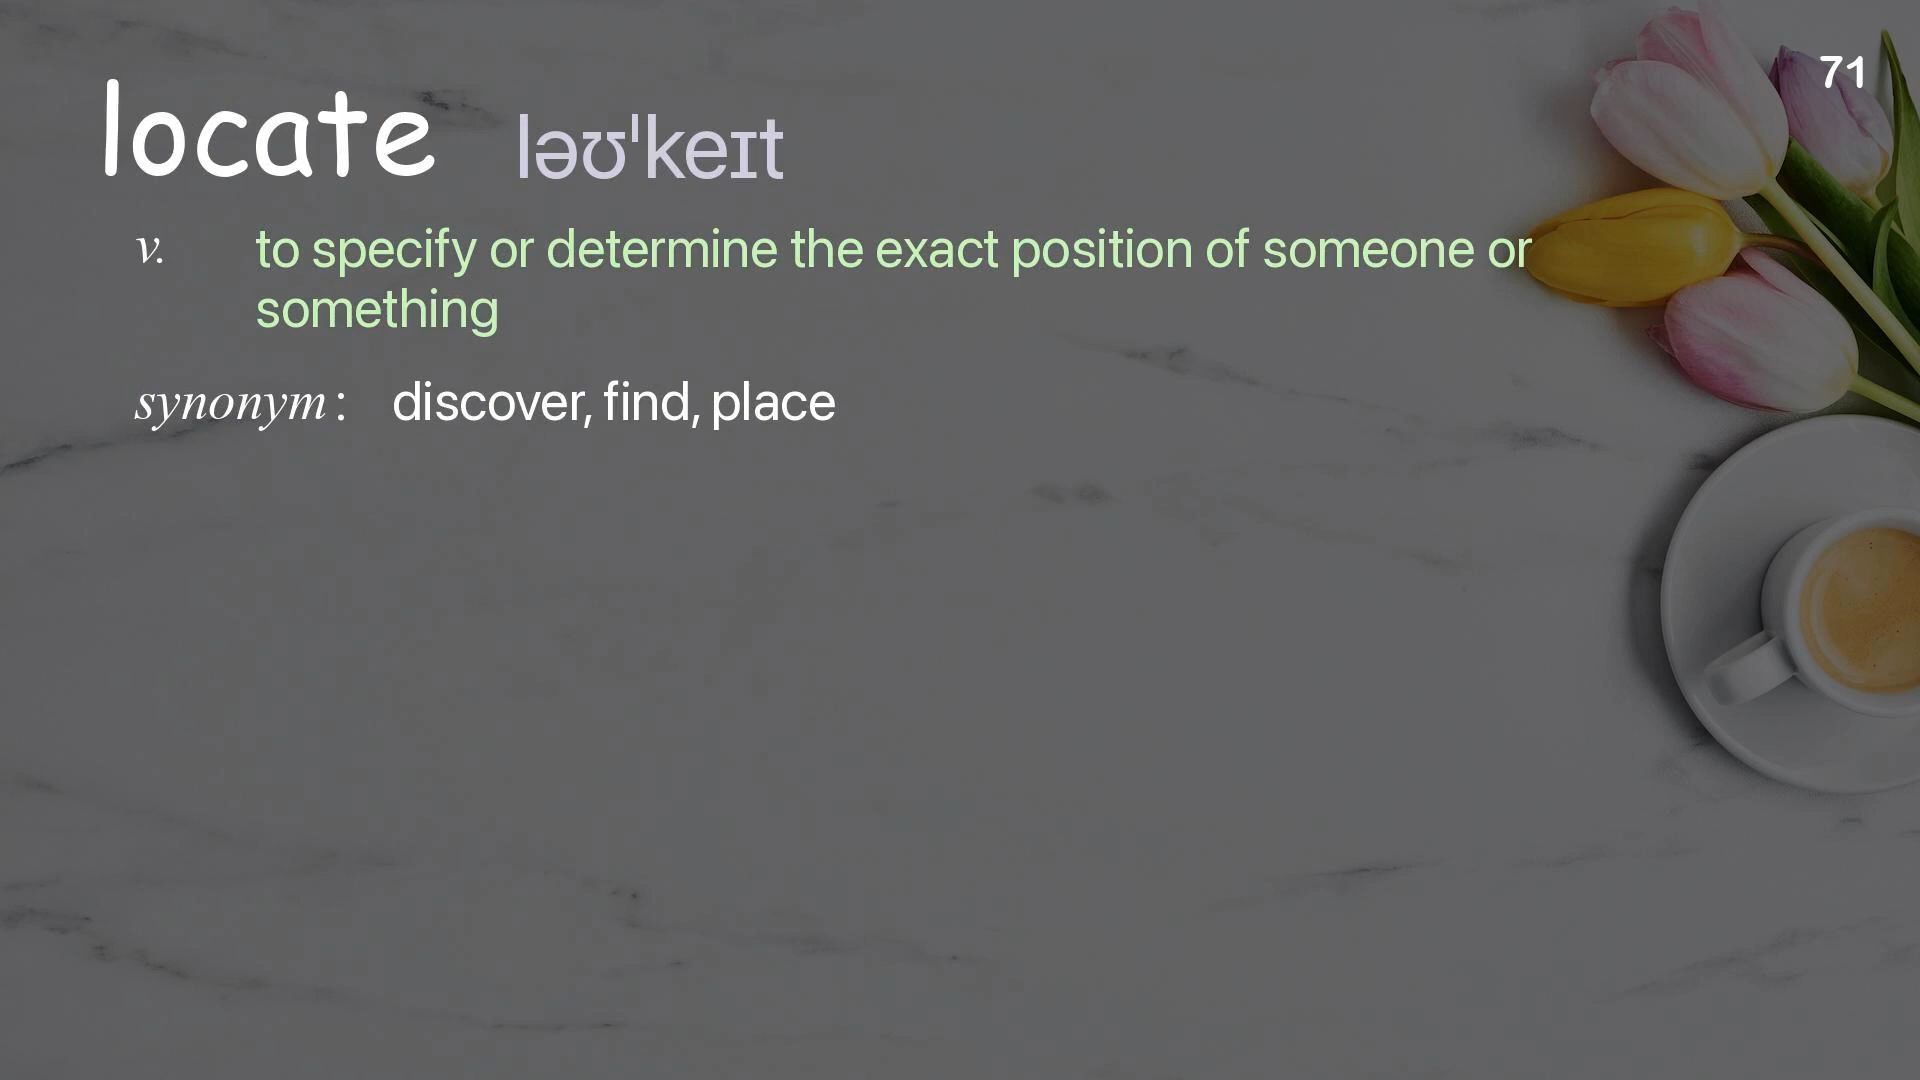 71
locate ləʊˈkeɪt
v. to specify or determine the exact position of someone or
something
synonym : discover, find, place